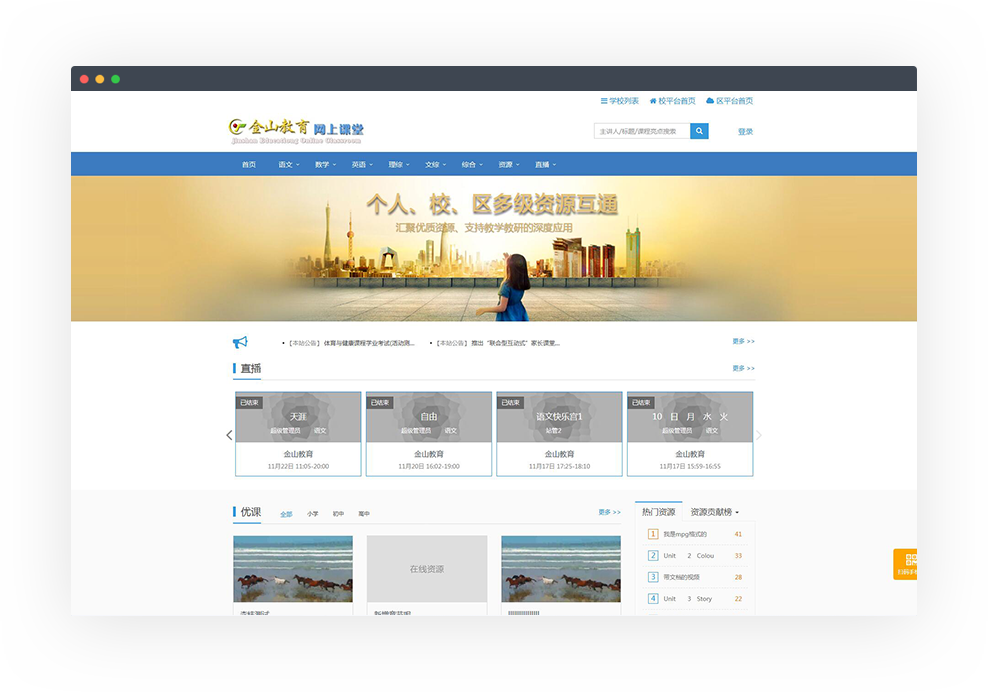 学校列表 校平台首页 区平台首页
金山教育 网上课堂
Jinshan Educationg Online Classroom
主讲人/标题/课程亮点搜索
登录
首页 语文 数学 英语 理综 文综 综合 资源 直播
个人、校、区多级资源互通
汇聚优质资源、支持教学教研的深度应用
• 【本站公告】 体育与健康课程学业考试(活动测... • 【本站公告】 推出 “联合型互动式” 家长课堂...
更多 >>
直播
更多 >>
已结束
天涯
超级管理员 语文
金山教育
11月22日 11:05-20:00
已结束
自由
超级管理员 语文
金山教育
11月20日 16:02-19:00
已结束
语文快乐宫1
站管2
金山教育
11月17日 17:25-18:10
已结束
10 日 月 水 火
超级管理员 语文
金山教育
11月17日 15:59-16:55
优课
全部 小学 初中 高中
更多 >>
在线资源
热门资源 资源贡献榜
1 我是mpg格式的 41
2 Unit 2 Colou 33
3 带文档的视频 28
4 Unit 3 Story 22